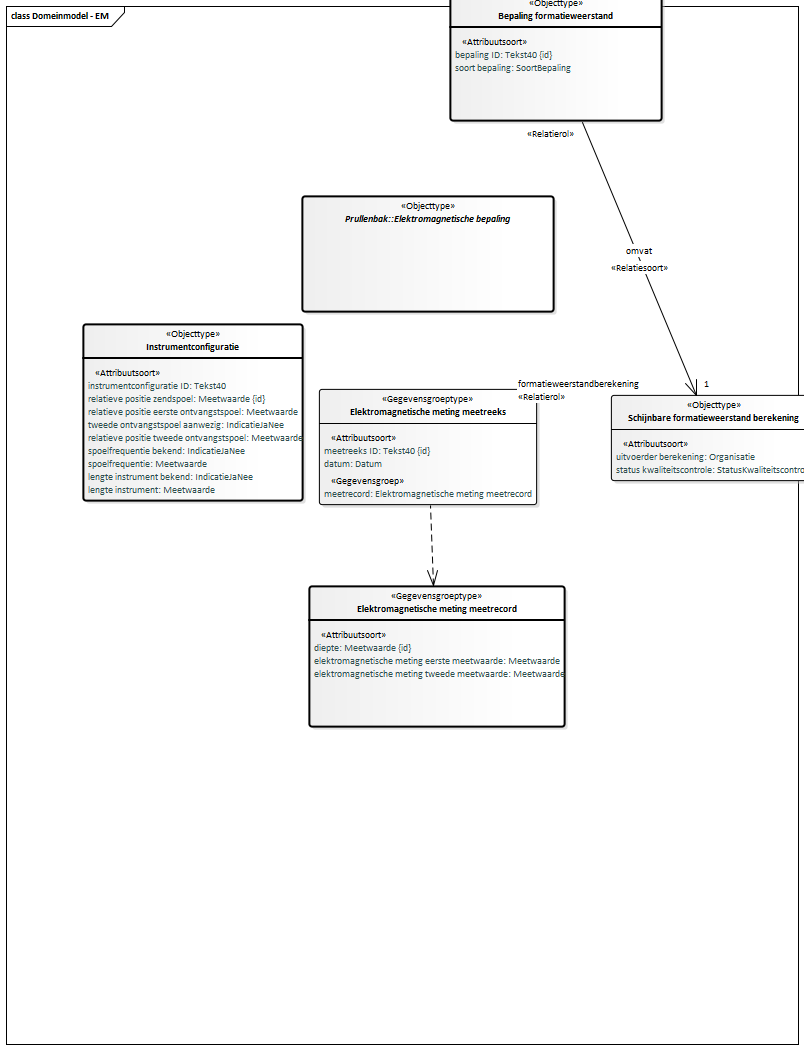 class Domeinmodel - EM
«Objecttype»
Bepaling formatieweerstand
«Attribuutsoort»
bepaling ID: Tekst40 {id}
soort bepaling: SoortBepaling
«Relatierol»
«Objecttype»
Prullenbak::Elektromagnetische bepaling
omvat
«Relatiesoort»
«Objecttype»
Instrumentconfiguratie
«Attribuutsoort»
instrumentconfiguratie ID: Tekst40
relatieve positie zendspoel: Meetwaarde {id}
relatieve positie eerste ontvangstspoel: Meetwaarde
tweede ontvangstspoel aanwezig: IndicatieJaNee
relatieve positie tweede ontvangstspoel: Meetwaarde
spoelfrequentie bekend: IndicatieJaNee
spoelfrequentie: Meetwaarde
lengte instrument bekend: IndicatieJaNee
lengte instrument: Meetwaarde
formatieweerstandberekening
«Relatierol»
1
«Gegevensgroeptype»
Elektromagnetische meting meetreeks
«Attribuutsoort»
meetreeks ID: Tekst40 {id}
datum: Datum
«Gegevensgroep»
meetrecord: Elektromagnetische meting meetrecord
«Objecttype»
Schijnbare formatieweerstand berekening
«Attribuutsoort»
uitvoerder berekening: Organisatie
status kwaliteitscontrole: StatusKwaliteitscontro
«Gegevensgroeptype»
Elektromagnetische meting meetrecord
«Attribuutsoort»
diepte: Meetwaarde {id}
elektromagnetische meting eerste meetwaarde: Meetwaarde
elektromagnetische meting tweede meetwaarde: Meetwaarde